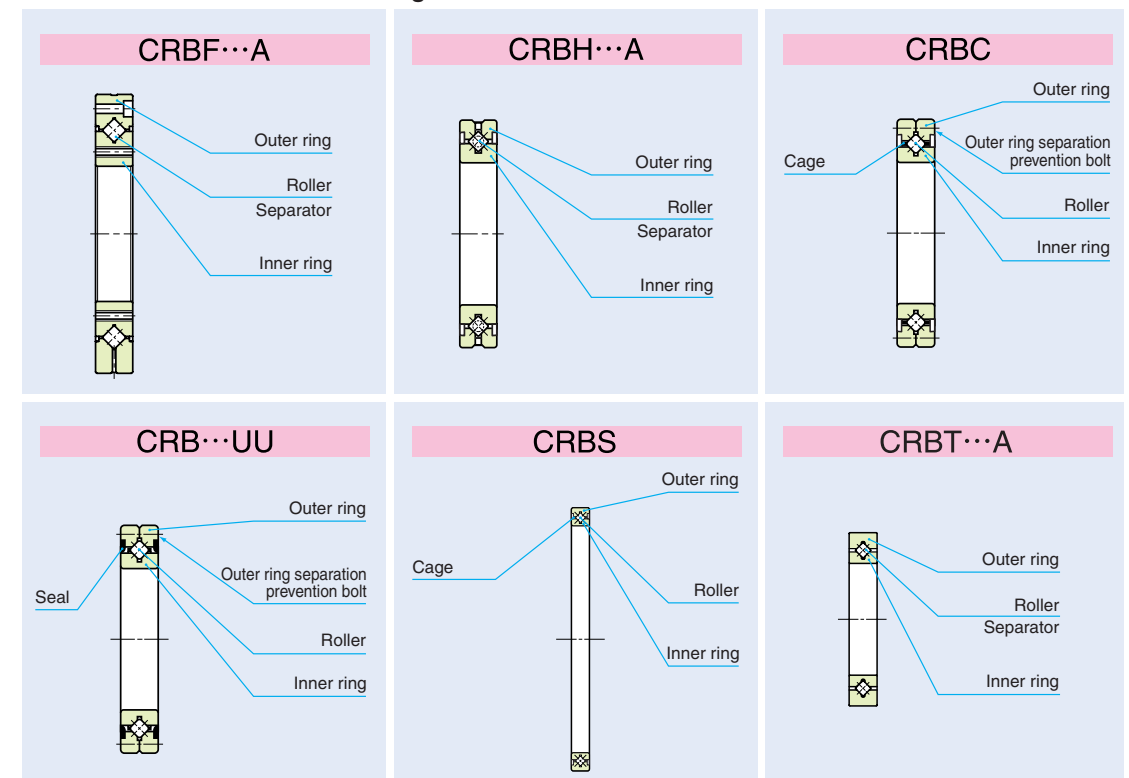 CRBF···A
Outer ring
Roller
Separator
Inner ring
CRBH···A
Outer ring
Roller
Separator
Inner ring
CRBC
Outer ring
Outer ring separation
prevention bolt
Cage
Roller
Inner ring
CRB···UU
Outer ring
Outer ring separation
prevention bolt
Seal
Roller
Inner ring
CRBS
Outer ring
Cage
Roller
Inner ring
CRBT···A
Outer ring
Roller
Separator
Inner ring